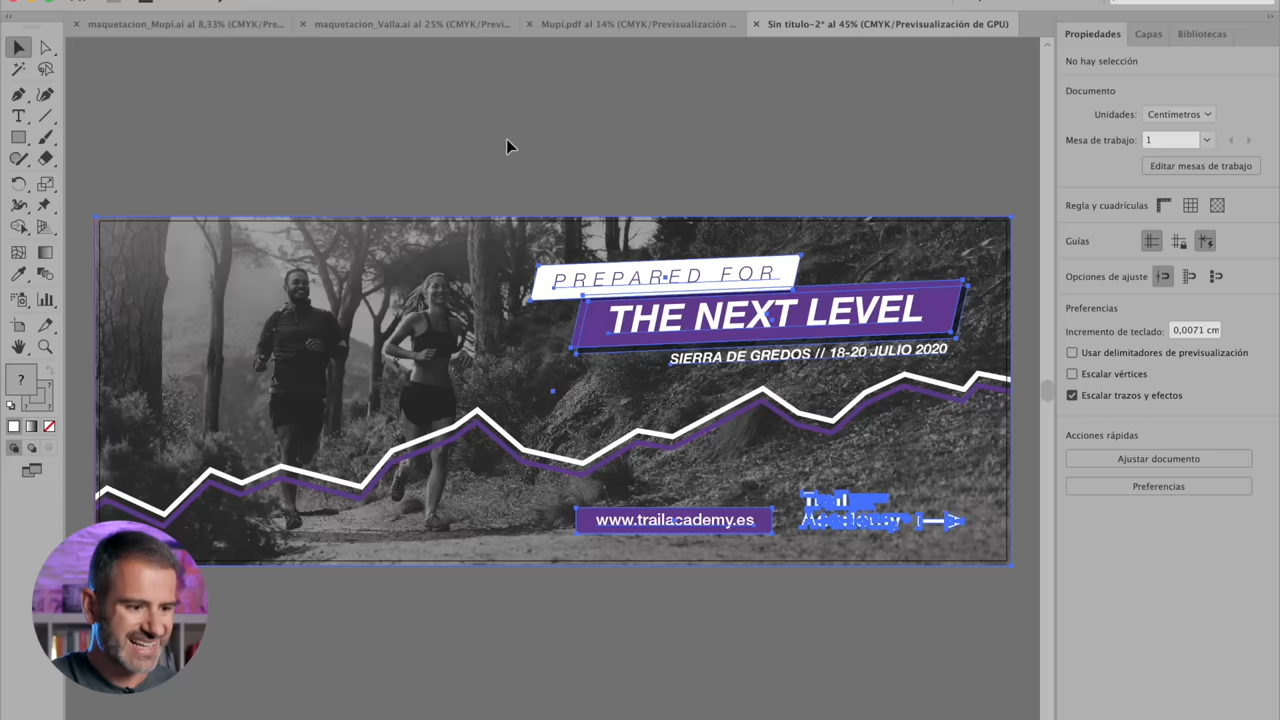 maquetacion_Mupi.ai al 8,33% (CMYK/Pre...
maquetacion_Valla.ai al 25% (CMYK/Previ...
Mupi.pdf al 14% (CMYK/Previsualización ...
Sin título-2* al 45% (CMYK/Previsualización de GPU)
Propiedades
Capas
Bibliotecas
No hay selección
Documento
Unidades: Centímetros
Mesa de trabajo: 1
Editar mesas de trabajo
Regla y cuadrículas
Guías
Opciones de ajuste
Preferencias
Incremento de teclado: 0,0071 cm
Usar delimitadores de previsualización
Escalar vértices
Escalar trazos y efectos
Acciones rápidas
Ajustar documento
Preferencias
PREPARED FOR
THE NEXT LEVEL
SIERRA DE GREDOS // 18-20 JULIO 2020
www.trailacademy.es
Trail
Academy
?